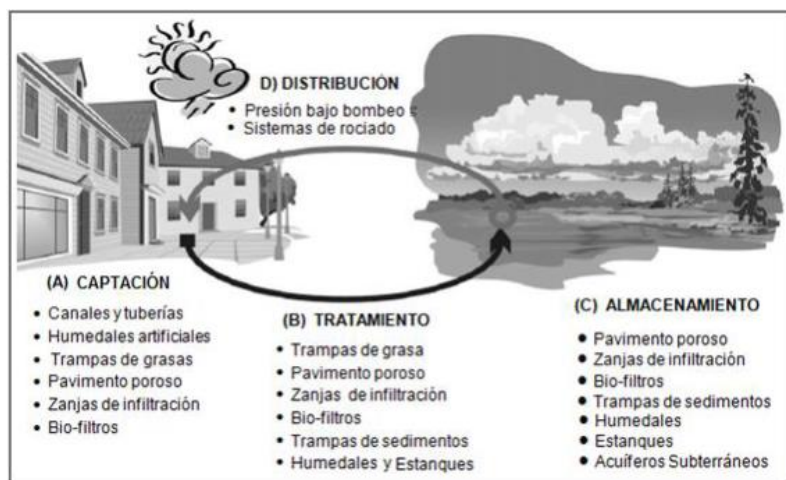 D) DISTRIBUCIÓN
• Presión bajo bombeo s
• Sistemas de rociado
(A) CAPTACIÓN
• Canales y tuberías
• Humedales artificiales
• Trampas de grasas
• Pavimento poroso
• Zanjas de infiltración
• Bio-filtros
(B) TRATAMIENTO
• Trampas de grasa
• Pavimento poroso
• Zanjas de infiltración
• Bio-filtros
• Trampas de sedimentos
• Humedales y Estanques
(C) ALMACENAMIENTO
• Pavimento poroso
• Zanjas de infiltración
• Bio-filtros
• Trampas de sedimentos
• Humedales
• Estanques
• Acuíferos Subterráneos